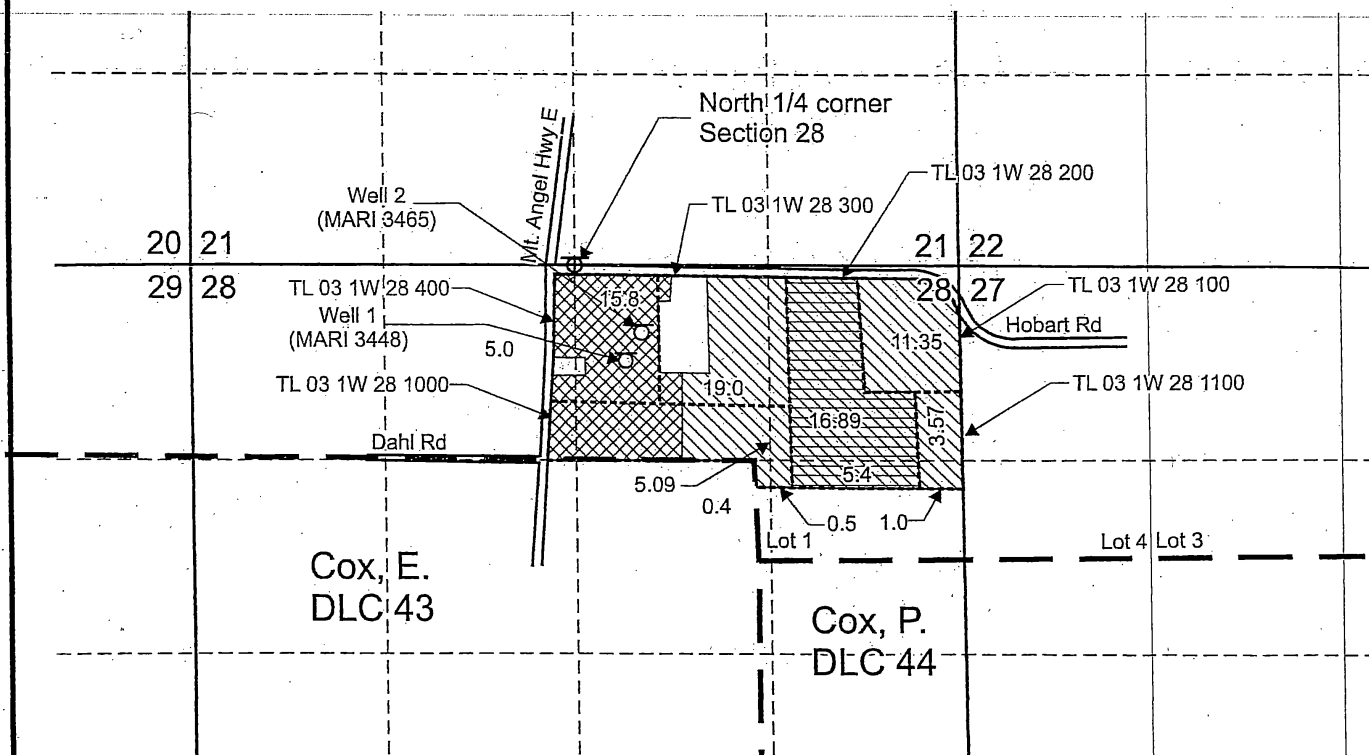 North 1/4 corner
Section 28
Mt. Angel Hwy E
TL 03 1W 28 200
Well 2
(MARI 3465)
TL 03 1W 28 300
20 21
21 22
29 28
28 27
TL 03 1W 28 400
15.8
TL 03 1W 28 100
Well 1
(MARI 3448)
Hobart Rd
11.35
5.0
TL 03 1W 28 1000
19.0
TL 03 1W 28 1100
16.89
3.57
Dahl Rd
5.4
5.09
0.4
0.5
1.0
Lot 1
Lot 4
Lot 3
Cox, E.
DLC 43
Cox, P.
DLC 44